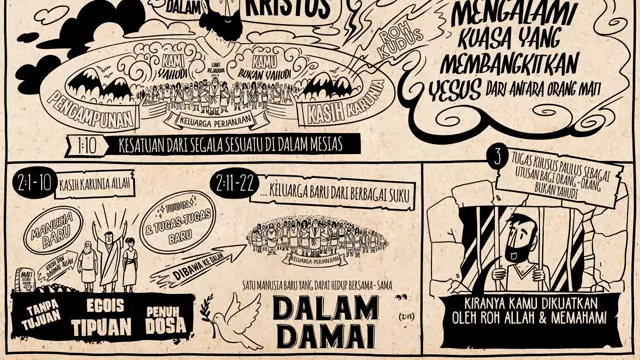 DALAM
KRISTUS
KAMI
YAHUDI
KAMU
BUKAN YAHUDI
ROH
KUDUS
PENGAMPUNAN
KELUARGA PERJANJIAN
KASIH KARUNIA
1:10 KESATUAN DARI SEGALA SESUATU DI DALAM MESIAS
MENGALAMI
KUASA YANG
MEMBANGKITKAN
YESUS DARI ANTARA ORANG MATI
2:1-10 KASIH KARUNIA ALLAH
MANUSIA
BARU
TUJUAN
& TUGAS-TUGAS
BARU
DIBAWA KE DALAM
TANPA
TUJUAN
EGOIS
TIPUAN
PENUH
DOSA
2:11-22 ... KELUARGA BARU DARI BERBAGAI SUKU
KELUARGA PERJANJIAN
SATU MANUSIA BARU YANG DAPAT HIDUP BERSAMA-SAMA
DALAM
DAMAI
(2:15)
3
TUGAS KHUSUS PAULUS SEBAGAI
UTUSAN BAGI ORANG-ORANG
BUKAN YAHUDI
KIRANYA KAMU DIKUATKAN
OLEH ROH ALLAH & MEMAHAMI